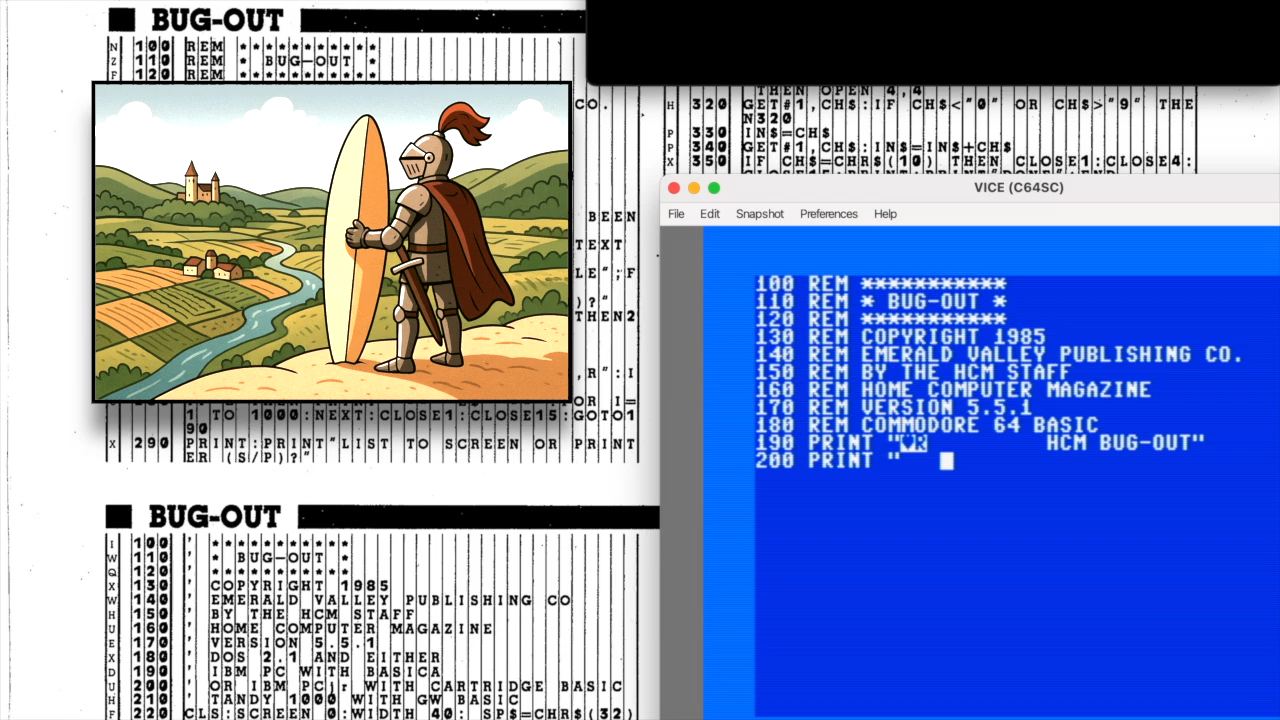 BUG-OUT
N 100 REM ***********
Z 110 REM * BUG-OUT *
F 120 REM ***********
CO.
BEEN
TEXT
LE";F
)?"
THEN2
,R":I
OR I=
1 TO 1000:NEXT:CLOSE1:CLOSE15:GOTO1
90
X 290 PRINT:PRINT"LIST TO SCREEN OR PRINT
ER (S/P)?"
THEN OPEN 4,4
H 320 GET#1,CH$:IF CH$<"0" OR CH$>"9" THE
N320
P 330 IN$=CH$
P 340 GET#1,CH$:IN$=IN$+CH$
X 350 IF CH$=CHR$(10) THEN CLOSE1:CLOSE4:
VICE (C64SC)
File Edit Snapshot Preferences Help
100 REM ***********
110 REM * BUG-OUT *
120 REM ***********
130 REM COPYRIGHT 1985
140 REM EMERALD VALLEY PUBLISHING CO.
150 REM BY THE HCM STAFF
160 REM HOME COMPUTER MAGAZINE
170 REM VERSION 5.5.1
180 REM COMMODORE 64 BASIC
190 PRINT "♥R HCM BUG-OUT"
200 PRINT "
BUG-OUT
I 100 ' ***********
W 110 ' * BUG-OUT *
Q 120 ' ***********
X 130 ' COPYRIGHT 1985
W 140 ' EMERALD VALLEY PUBLISHING CO
H 150 ' BY THE HCM STAFF
U 160 ' HOME COMPUTER MAGAZINE
E 170 ' VERSION 5.5.1
X 180 ' DOS 2.1 AND EITHER
D 190 ' IBM PC WITH BASICA
U 200 ' OR IBM PCjr WITH CARTRIDGE BASIC
H 210 ' TANDY 1000 WITH GW BASIC
F 220 CLS:SCREEN 0:WIDTH 40: SP$=CHR$(32)